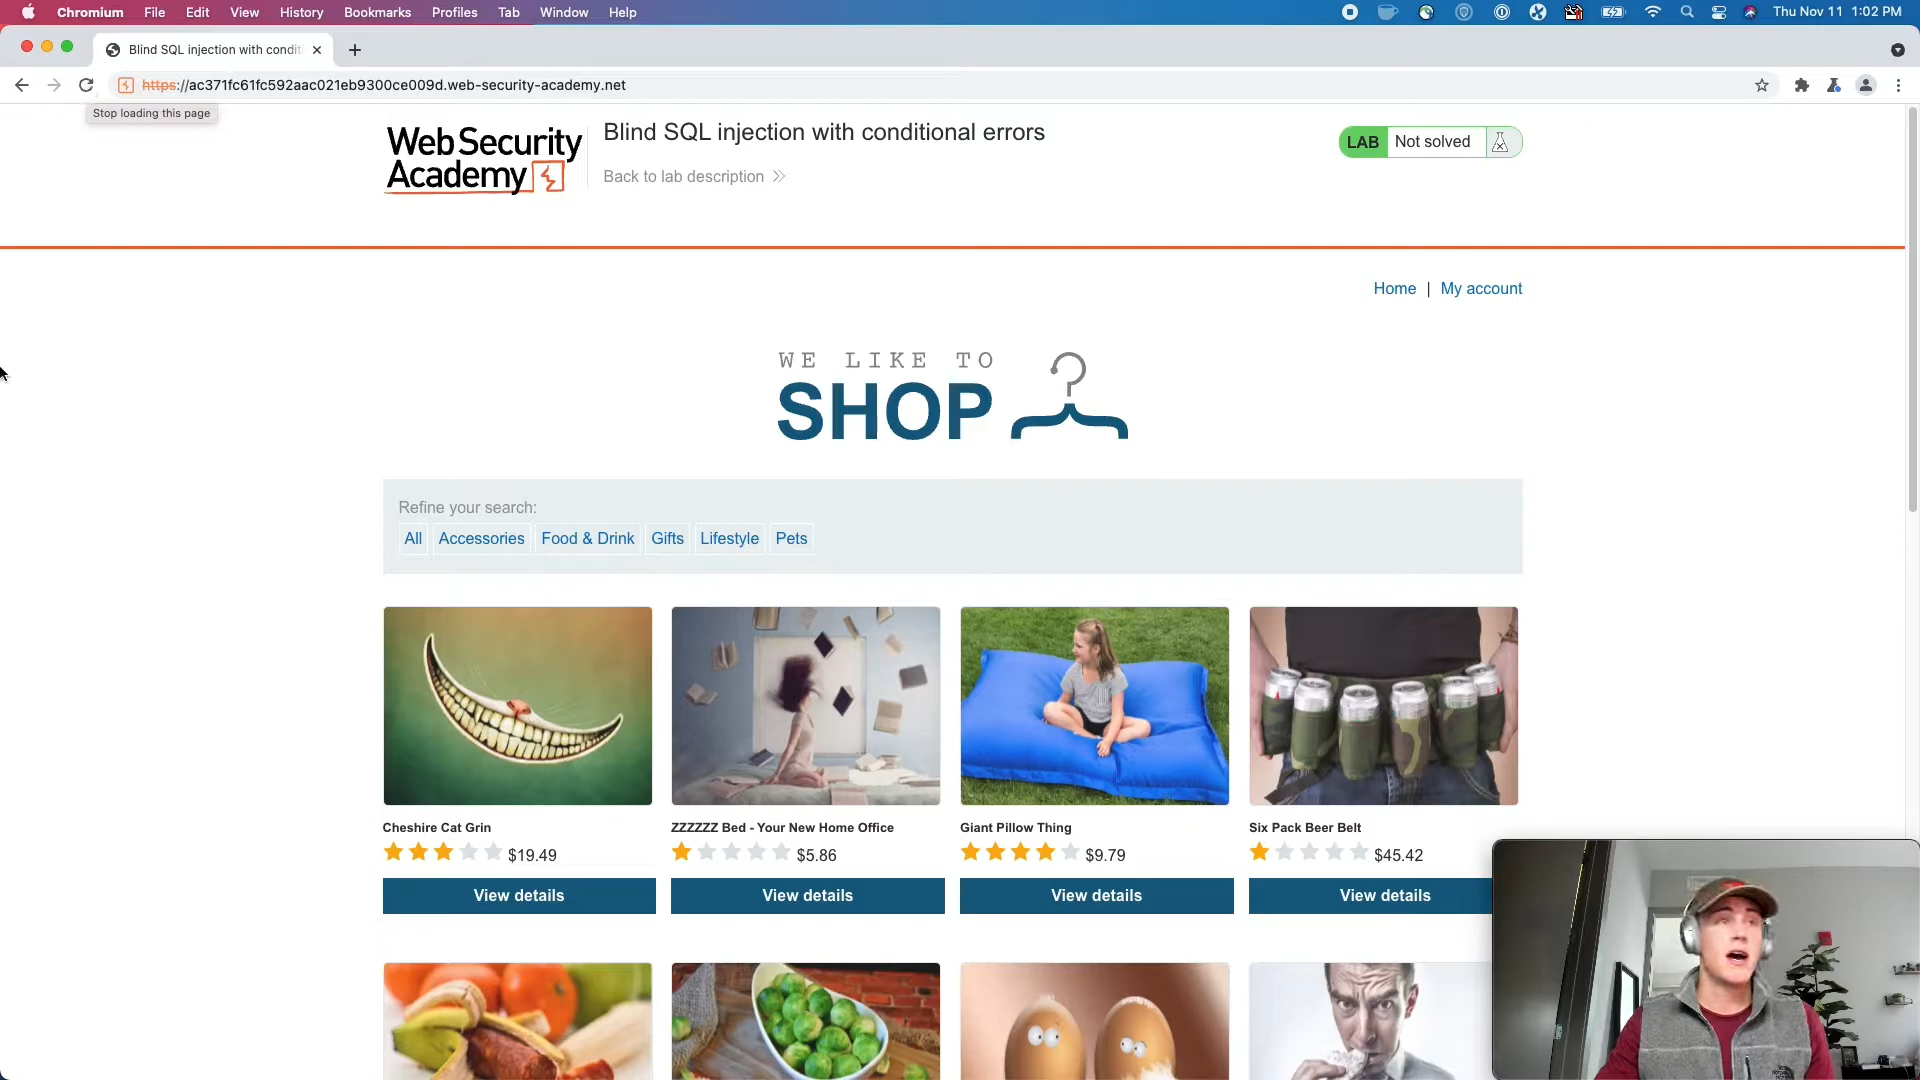 Chromium File Edit View History Bookmarks Profiles Tab Window Help Thu Nov 11 1:02 PM
Blind SQL injection with condit
https://ac371fc61fc592aac021eb9300ce009d.web-security-academy.net
Stop loading this page
WebSecurity
Academy
Blind SQL injection with conditional errors
Back to lab description
LAB Not solved
Home | My account
WE LIKE TO
SHOP
Refine your search:
All Accessories Food & Drink Gifts Lifestyle Pets
Cheshire Cat Grin ZZZZZZ Bed - Your New Home Office Giant Pillow Thing Six Pack Beer Belt
$19.49 $5.86 $9.79 $45.42
View details View details View details View details